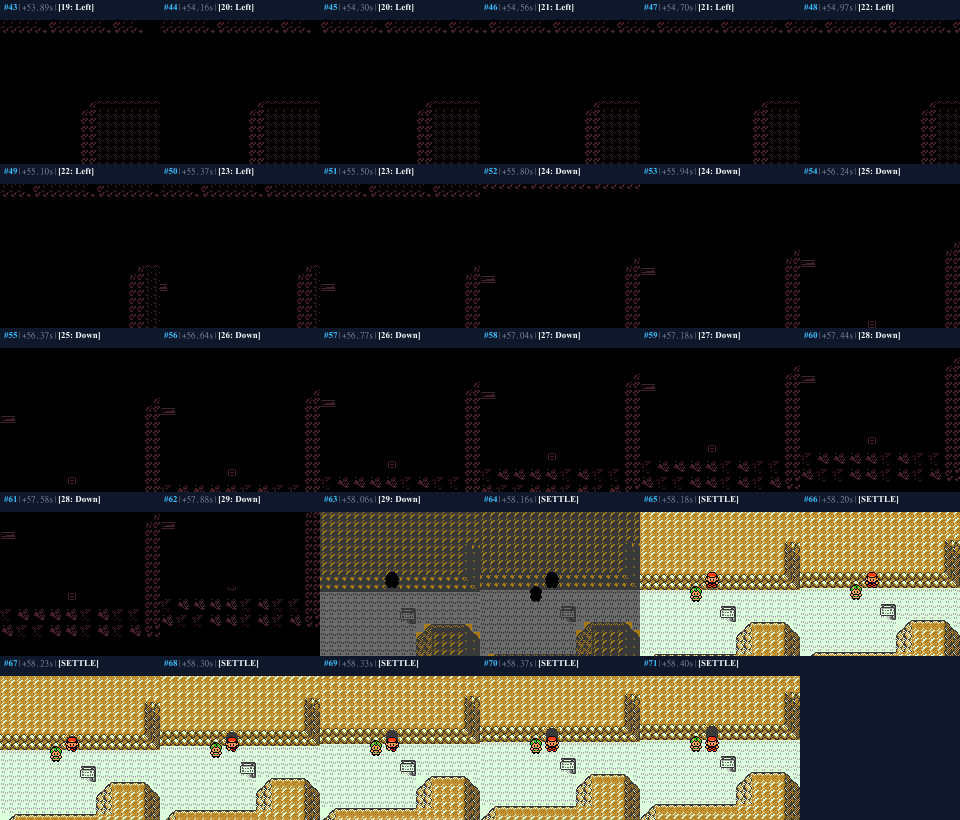 #43|+53.89s|[19: Left]
#44|+54.16s|[20: Left]
#45|+54.30s|[20: Left]
#46|+54.56s|[21: Left]
#47|+54.70s|[21: Left]
#48|+54.97s|[22: Left]
#49|+55.10s|[22: Left]
#50|+55.37s|[23: Left]
#51|+55.50s|[23: Left]
#52|+55.80s|[24: Down]
#53|+55.94s|[24: Down]
#54|+56.24s|[25: Down]
#55|+56.37s|[25: Down]
#56|+56.64s|[26: Down]
#57|+56.77s|[26: Down]
#58|+57.04s|[27: Down]
#59|+57.18s|[27: Down]
#60|+57.44s|[28: Down]
#61|+57.58s|[28: Down]
#62|+57.88s|[29: Down]
#63|+58.06s|[29: Down]
#64|+58.16s|[SETTLE]
#65|+58.18s|[SETTLE]
#66|+58.20s|[SETTLE]
#67|+58.23s|[SETTLE]
#68|+58.30s|[SETTLE]
#69|+58.33s|[SETTLE]
#70|+58.37s|[SETTLE]
#71|+58.40s|[SETTLE]